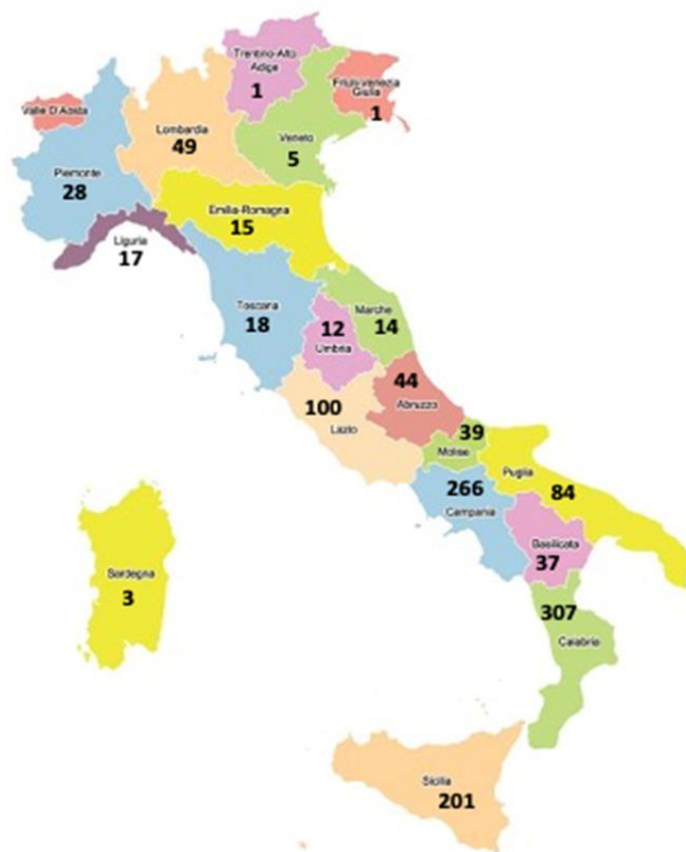 Trentino-Alto
Adige
1
Friuli-Venezia
Giulia
1
Valle D'Aosta
Lombardia
49
Veneto
5
Piemonte
28
Emilia-Romagna
15
Liguria
17
Toscana
18
12
Umbria
Marche
14
44
Abruzzo
100
Lazio
39
Molise
Puglia
84
266
Campania
Basilicata
37
Sardegna
3
307
Calabria
Sicilia
201